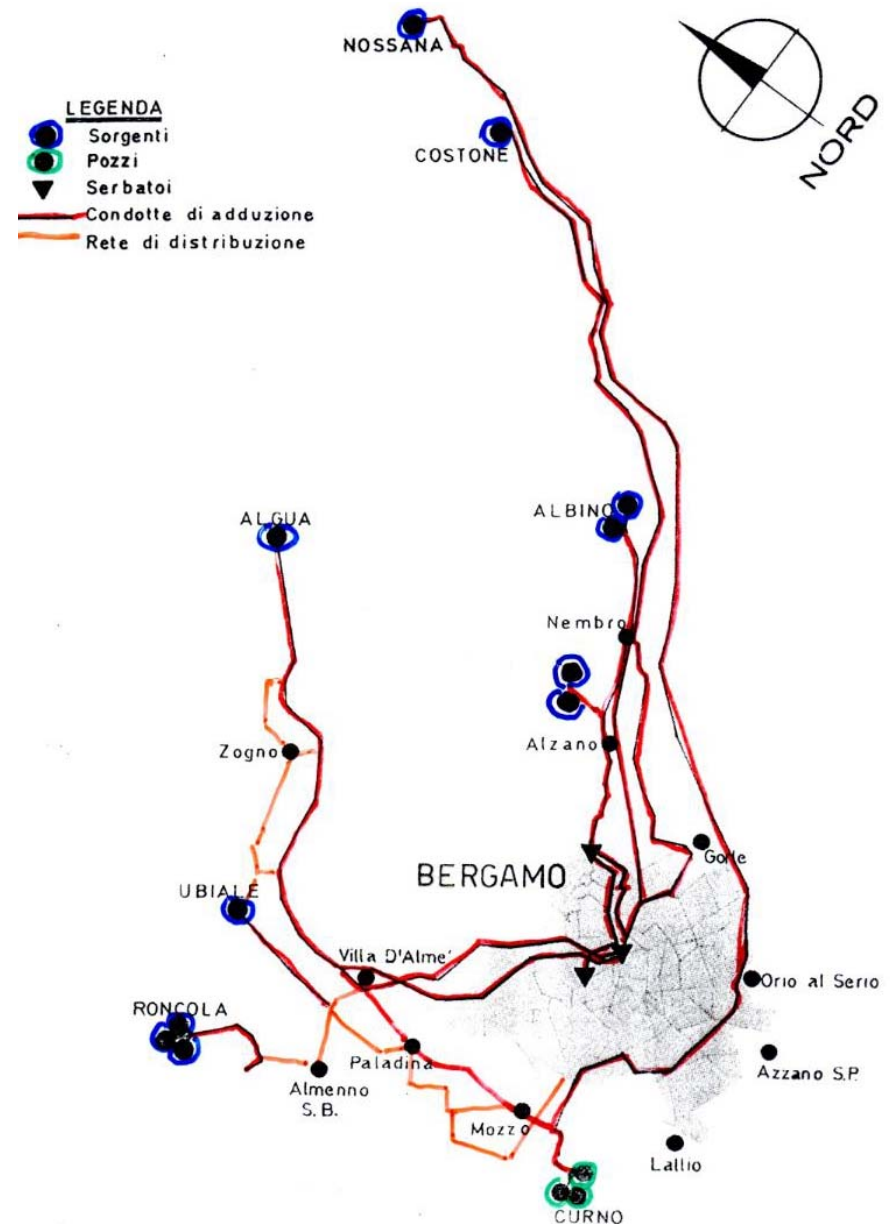 NOSSANA
LEGENDA
Sorgenti
Pozzi
Serbatoi
Condotte di adduzione
Rete di distribuzione
NORD
COSTONE
ALGUA
ALBINO
Nembro
Zogno
Alzano
Gorle
BERGAMO
UBIALE
Villa D'Almè
Orio al Serio
RONCOLA
Paladina
Azzano S.P.
Almenno
S.B.
Mozzo
Lallio
CURNO